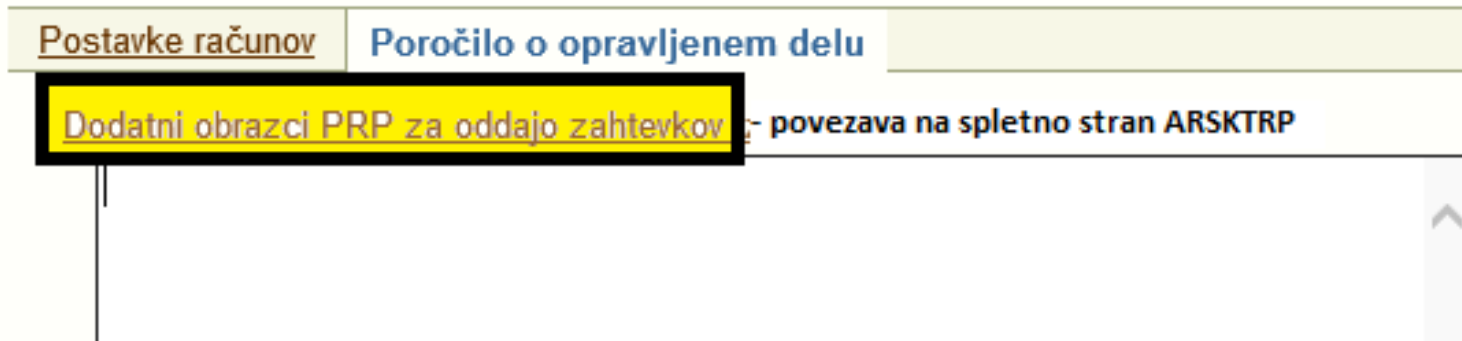 Postavke računov Poročilo o opravljenem delu
Dodatni obrazci PRP za oddajo zahtevkov - povezava na spletno stran ARSKTRP